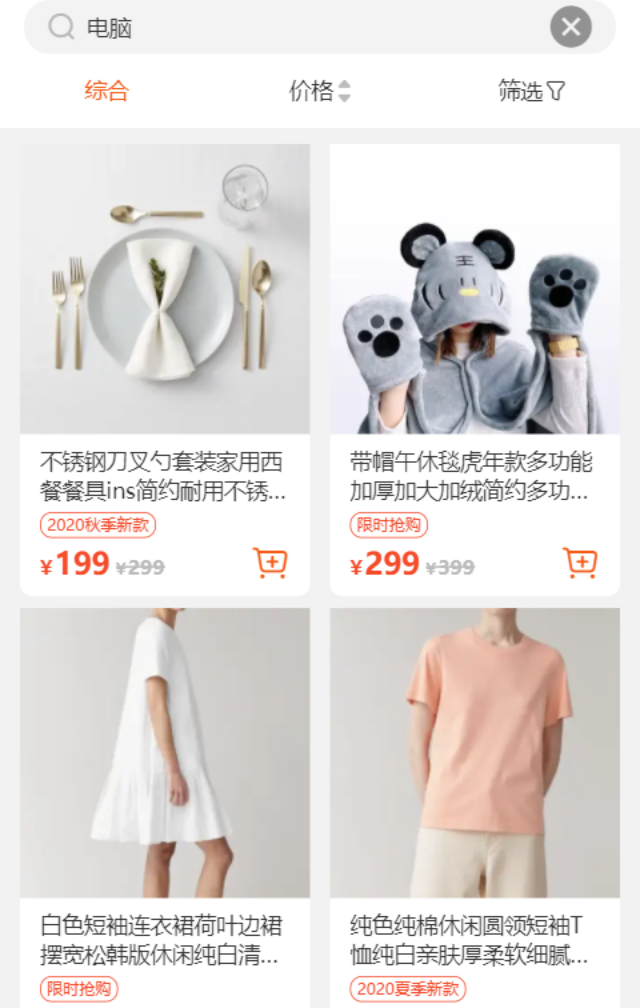 电脑
综合
价格
筛选
王
不锈钢刀叉勺套装家用西
餐餐具ins简约耐用不锈...
2020秋季新款
¥199 ¥299
带帽午休毯虎年款多功能
加厚加大加绒简约多功...
限时抢购
¥299 ¥399
白色短袖连衣裙荷叶边裙
摆宽松韩版休闲纯白清...
限时抢购
纯色纯棉休闲圆领短袖T
恤纯白亲肤厚柔软细腻...
2020夏季新款